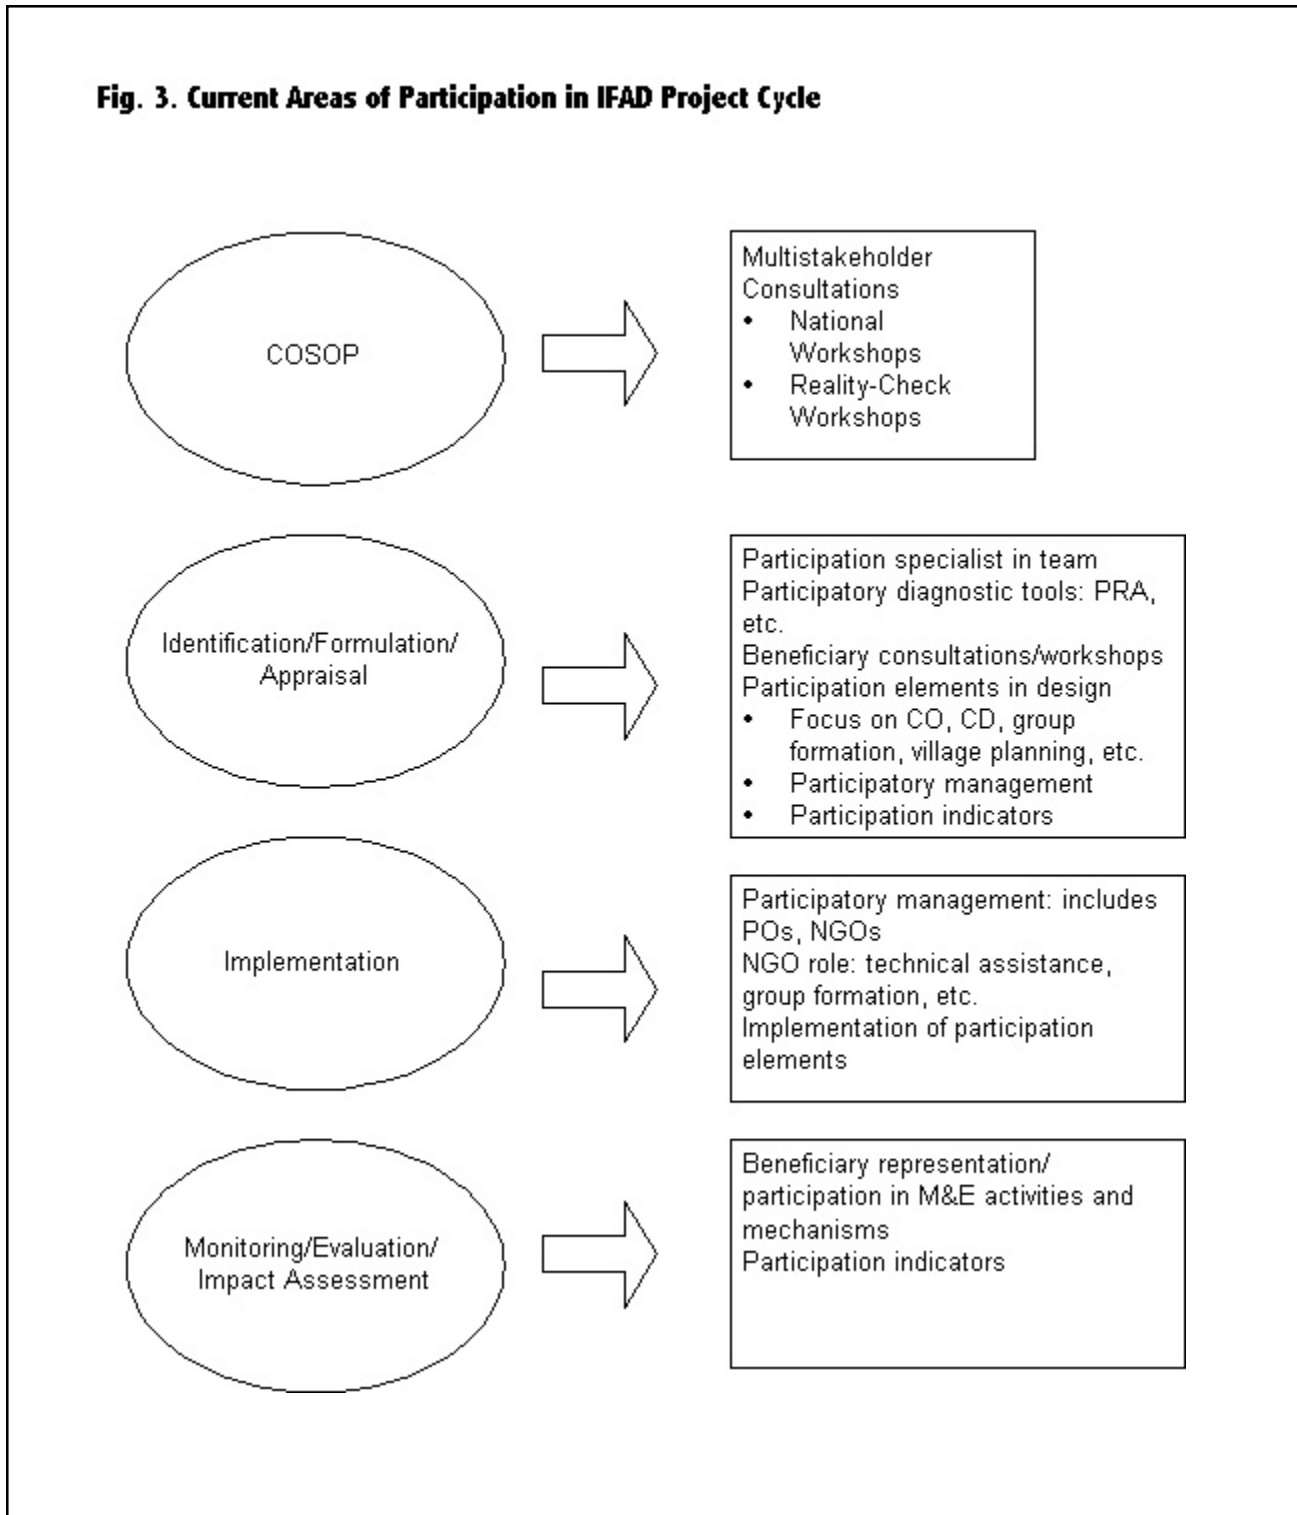 Fig. 3. Current Areas of Participation in IFAD Project Cycle
COSOP
Multistakeholder
Consultations
• National
Workshops
• Reality-Check
Workshops
Identification/Formulation/
Appraisal
Participation specialist in team
Participatory diagnostic tools: PRA,
etc.
Beneficiary consultations/workshops
Participation elements in design
• Focus on CO, CD, group
formation, village planning, etc.
• Participatory management
• Participation indicators
Implementation
Participatory management: includes
POs, NGOs
NGO role: technical assistance,
group formation, etc.
Implementation of participation
elements
Monitoring/Evaluation/
Impact Assessment
Beneficiary representation/
participation in M&E activities and
mechanisms
Participation indicators